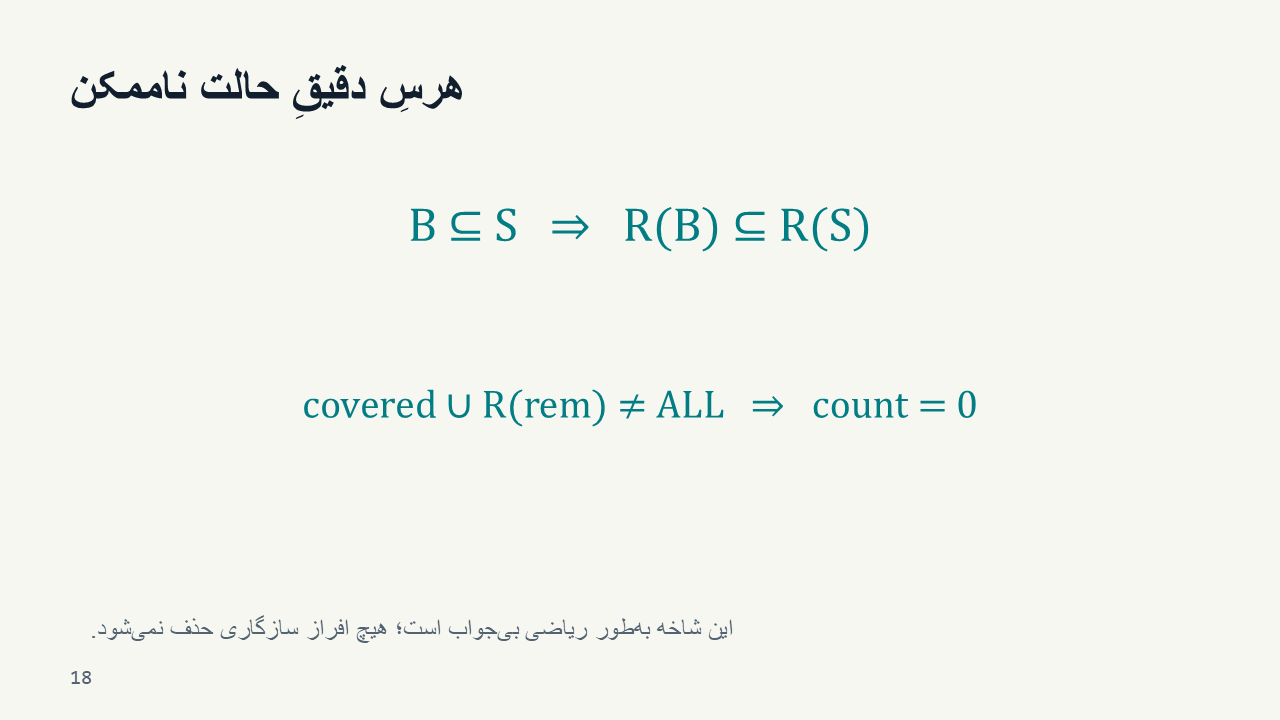 هرسِ دقیقِ حالت ناممکن
B ⊆ S ⇒ R(B) ⊆ R(S)
covered ∪ R(rem) ≠ ALL ⇒ count = 0
این شاخه به‌طور ریاضی بی‌جواب است؛ هیچ افراز سازگاری حذف نمی‌شود.
18